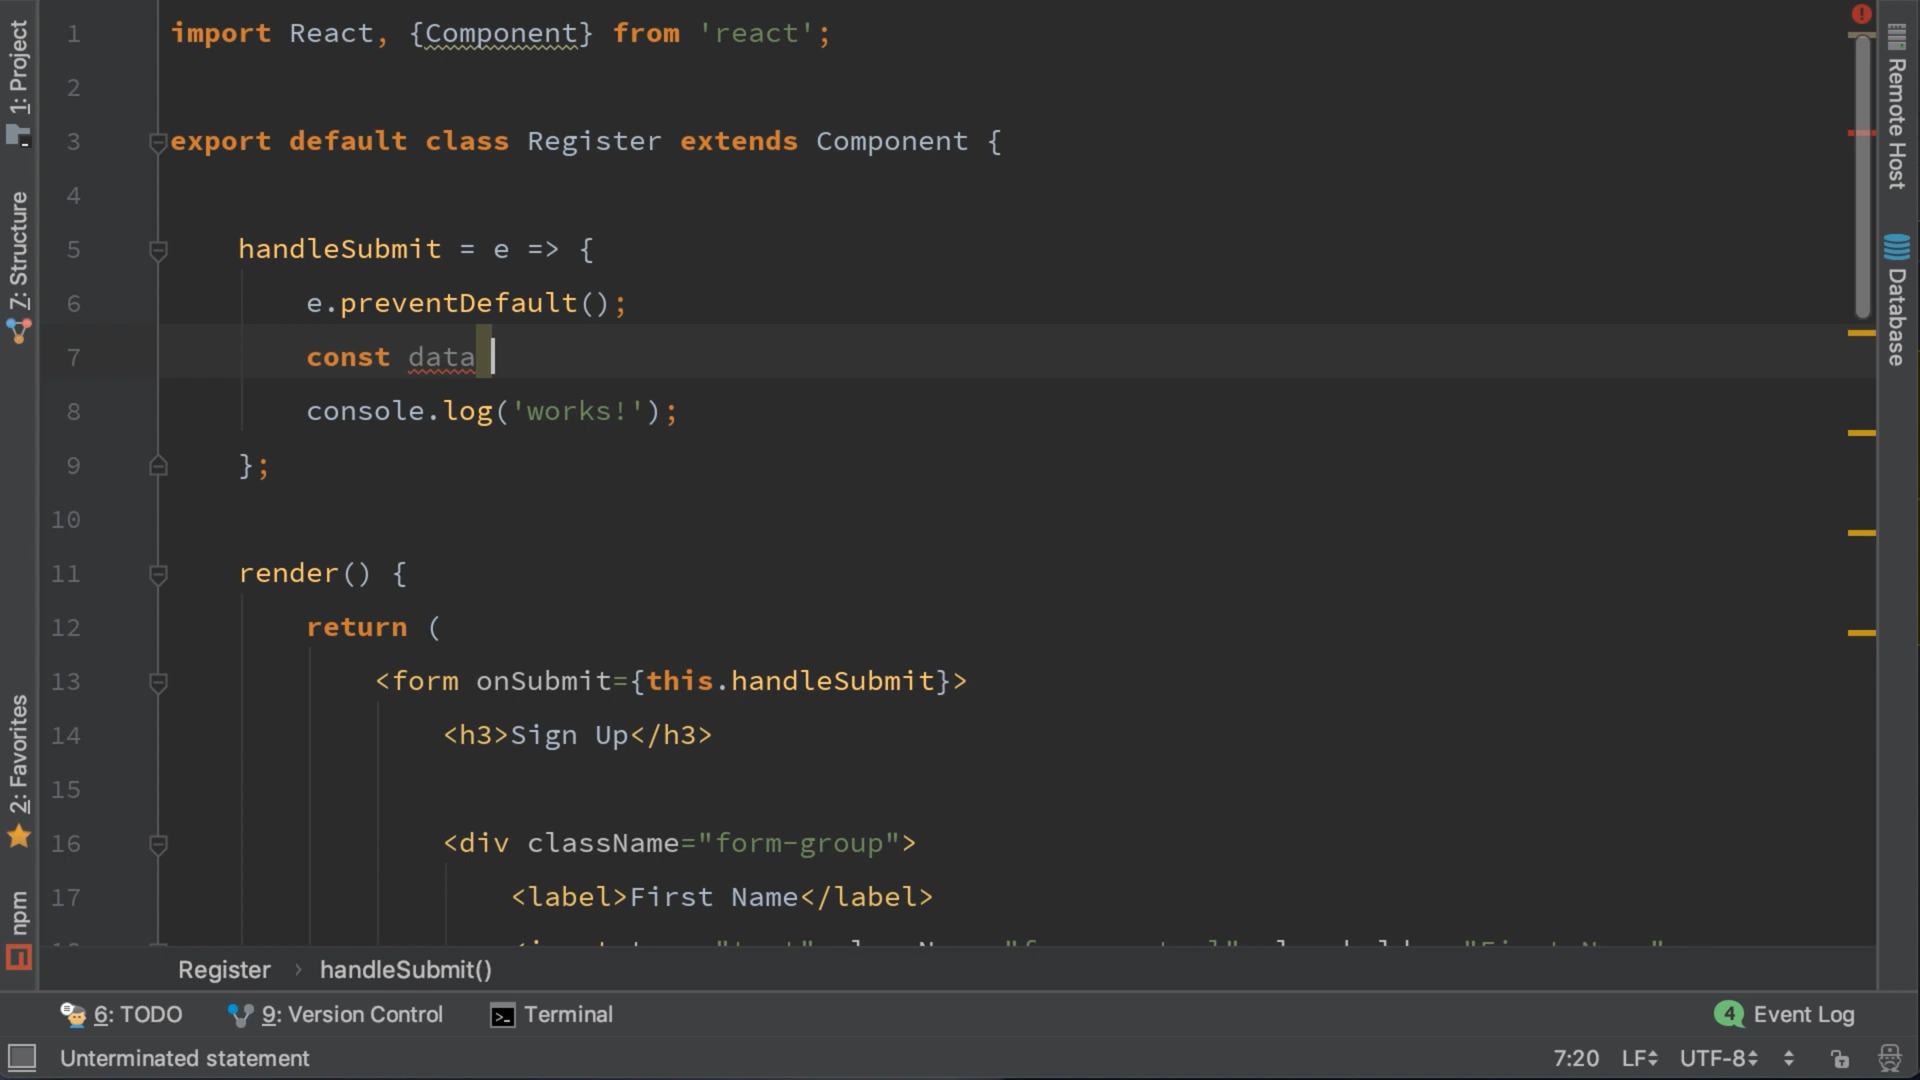 1: Project
7: Structure
2: Favorites
npm
1 import React, {Component} from 'react';
2
3 export default class Register extends Component {
4
5 handleSubmit = e => {
6 e.preventDefault();
7 const data
8 console.log('works!');
9 };
10
11 render() {
12 return (
13 <form onSubmit={this.handleSubmit}>
14 <h3>Sign Up</h3>
15
16 <div className="form-group">
17 <label>First Name</label>
Register › handleSubmit()
6: TODO 9: Version Control Terminal
4 Event Log
Unterminated statement
7:20 LF UTF-8
Remote Host
Database